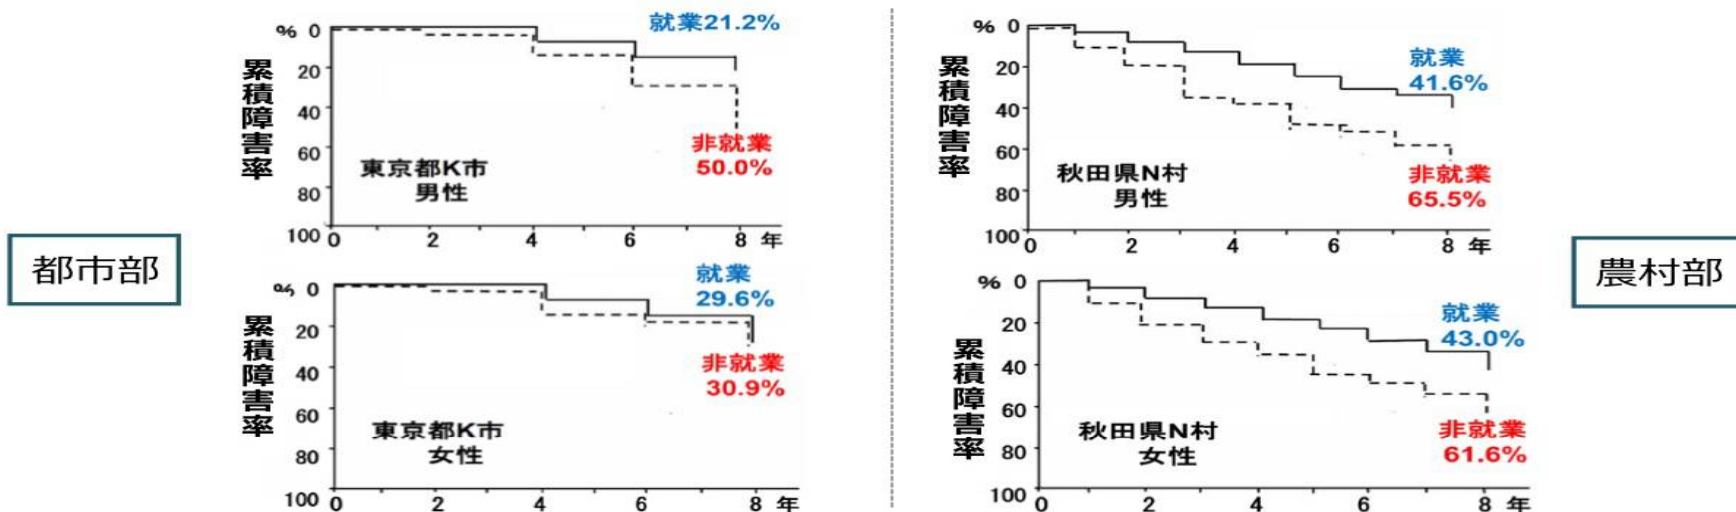 都市部
累積障害率
% 0
20
40
60
80
100
0 2 4 6 8 年
就業21.2%
非就業
50.0%
東京都K市
男性
累積障害率
% 0
20
40
60
80
100
0 2 4 6 8 年
就業
29.6%
非就業
30.9%
東京都K市
女性
累積障害率
% 0
20
40
60
80
100
0 2 4 6 8 年
就業
41.6%
非就業
65.5%
秋田県N村
男性
累積障害率
% 0
20
40
60
80
100
0 2 4 6 8 年
就業
43.0%
非就業
61.6%
秋田県N村
女性
農村部